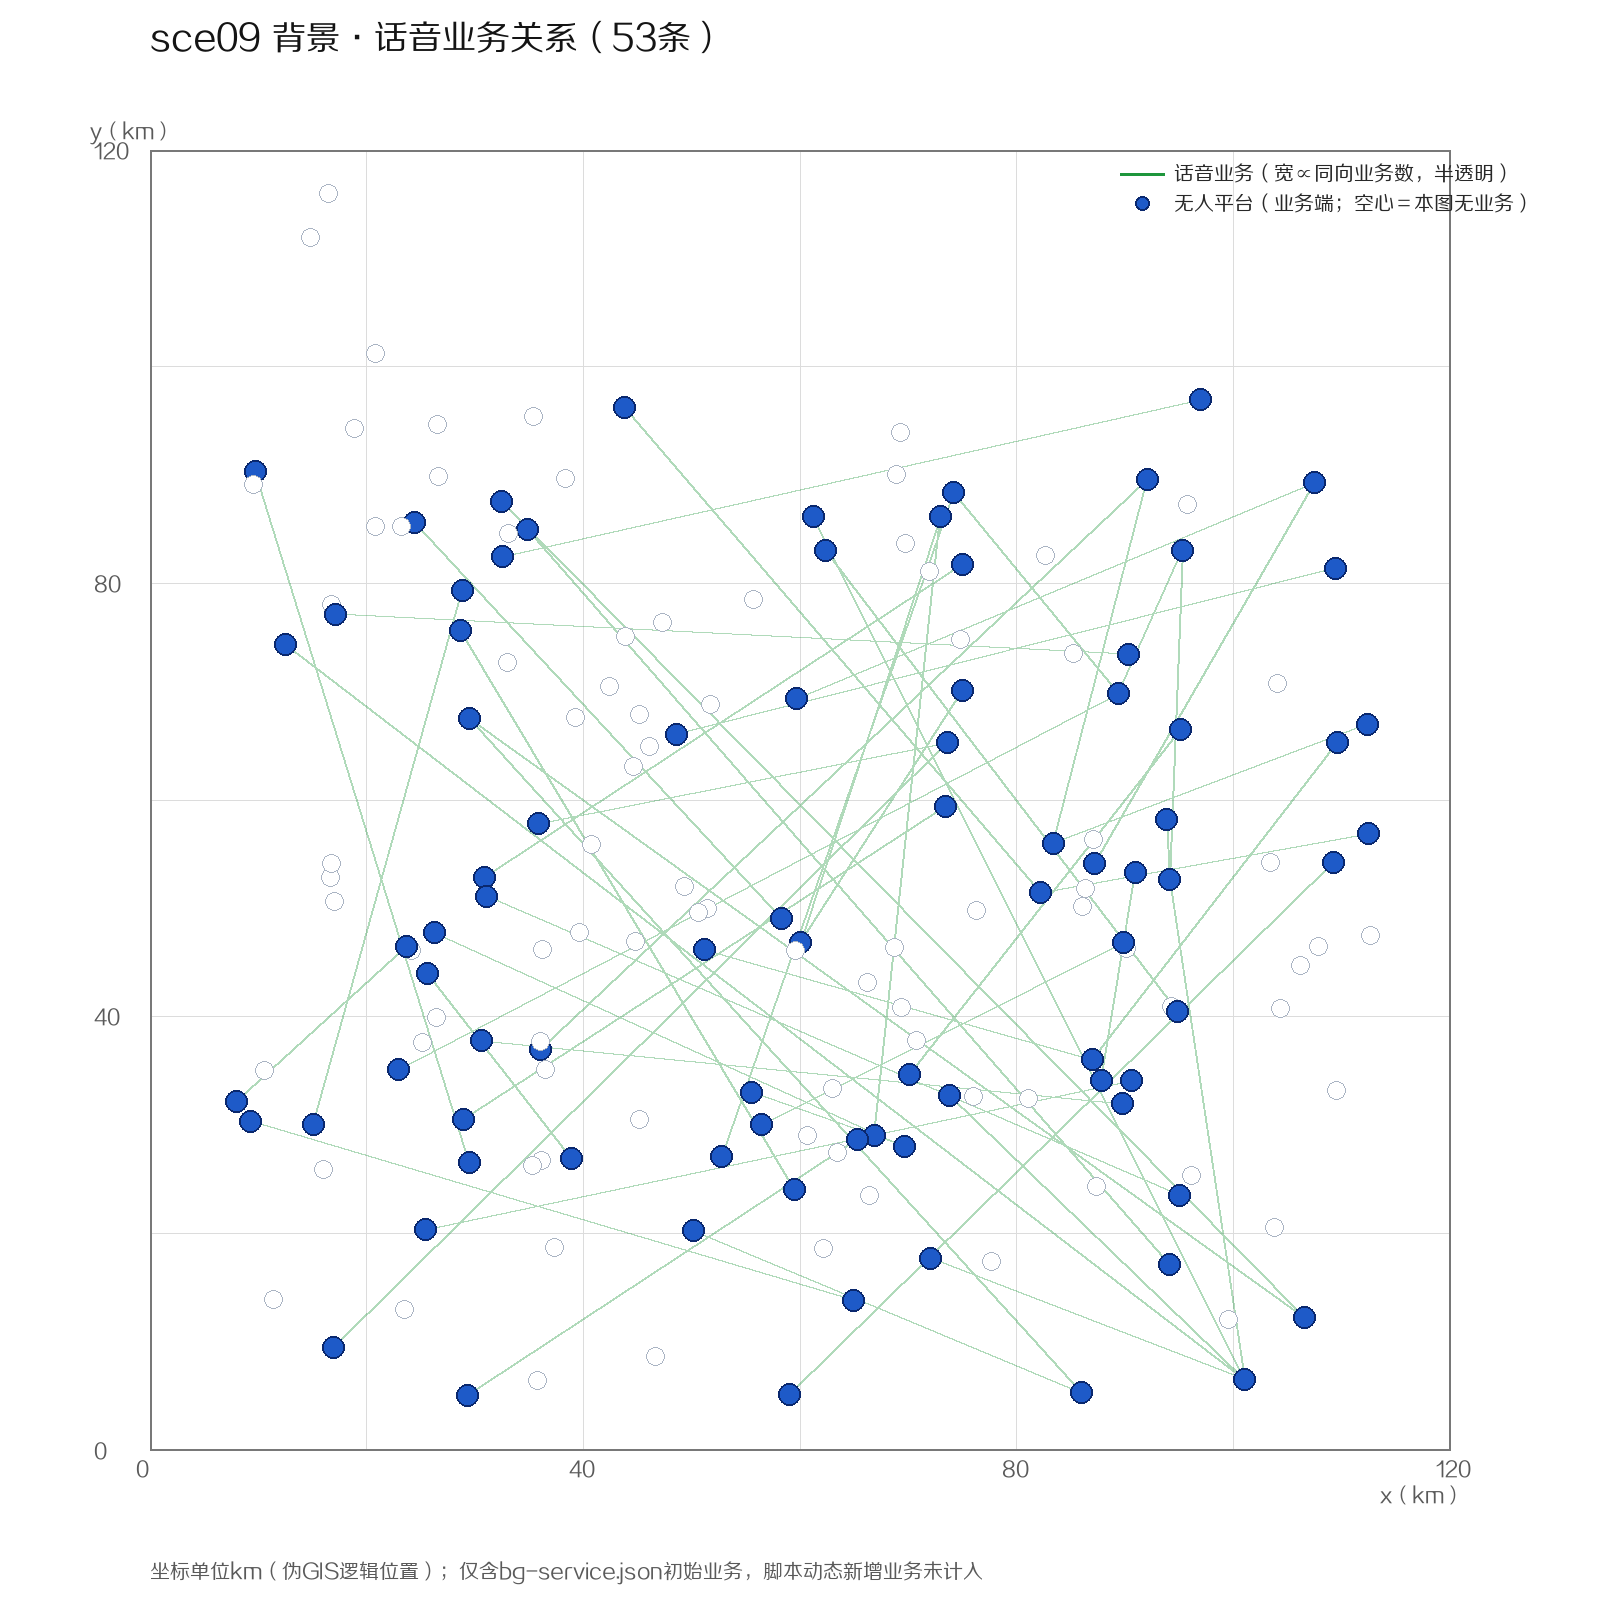 sce09 背景·话音业务关系（53条）
y（km）
120
话音业务（宽∝同向业务数，半透明）
无人平台（业务端；空心＝本图无业务）
80
40
0
0 40 80 120
x（km）
坐标单位km（伪GIS逻辑位置）；仅含bg-service.json初始业务，脚本动态新增业务未计入